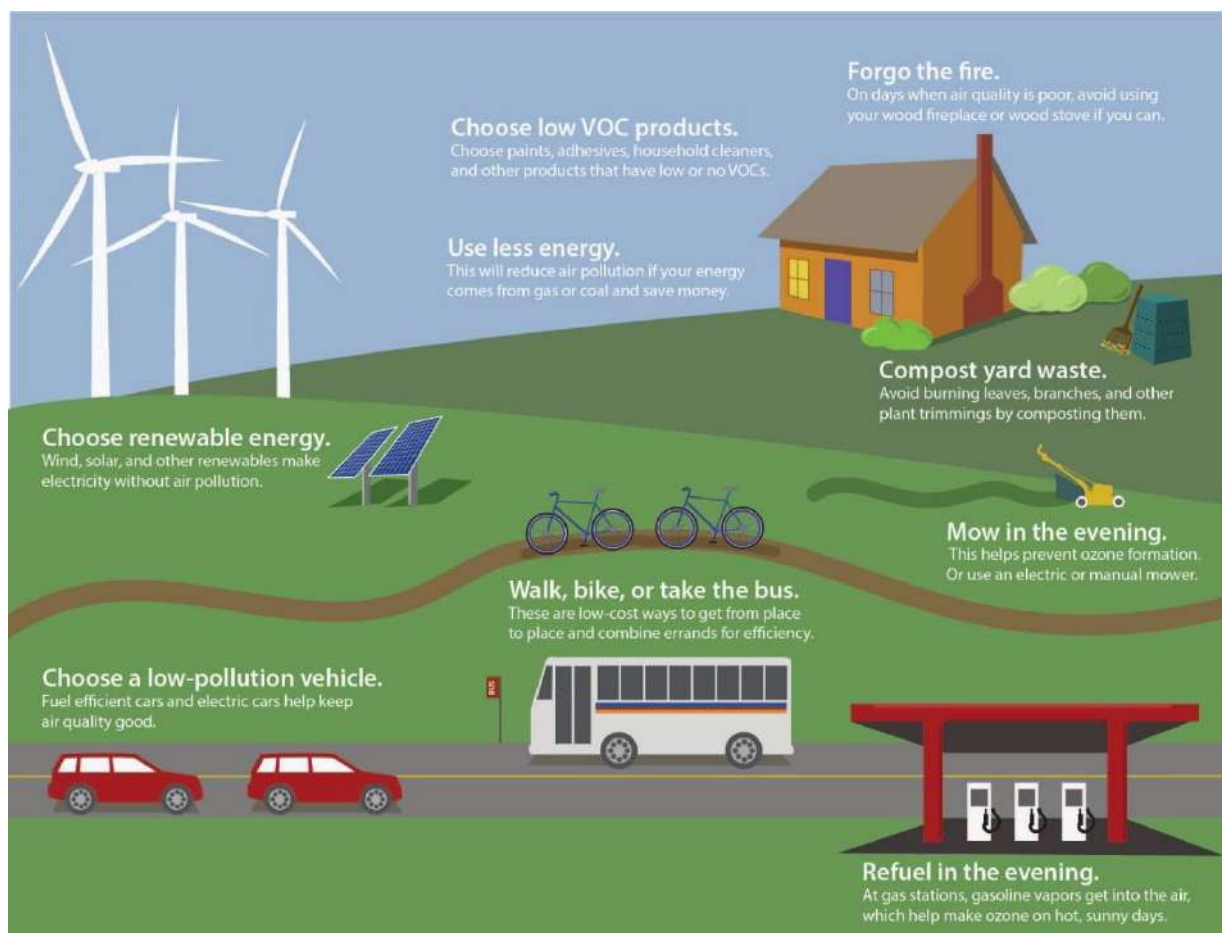 Forgo the fire.
On days when air quality is poor, avoid using
your wood fireplace or wood stove if you can.
Choose low VOC products.
Choose paints, adhesives, household cleaners,
and other products that have low or no VOCs.
Use less energy.
This will reduce air pollution if your energy
comes from gas or coal and save money.
Compost yard waste.
Avoid burning leaves, branches, and other
plant trimmings by composting them.
Choose renewable energy.
Wind, solar, and other renewables make
electricity without air pollution.
Mow in the evening.
This helps prevent ozone formation.
Or use an electric or manual mower.
Walk, bike, or take the bus.
These are low-cost ways to get from place
to place and combine errands for efficiency.
Choose a low-pollution vehicle.
Fuel efficient cars and electric cars help keep
air quality good.
BUS
Refuel in the evening.
At gas stations, gasoline vapors get into the air,
which help make ozone on hot, sunny days.